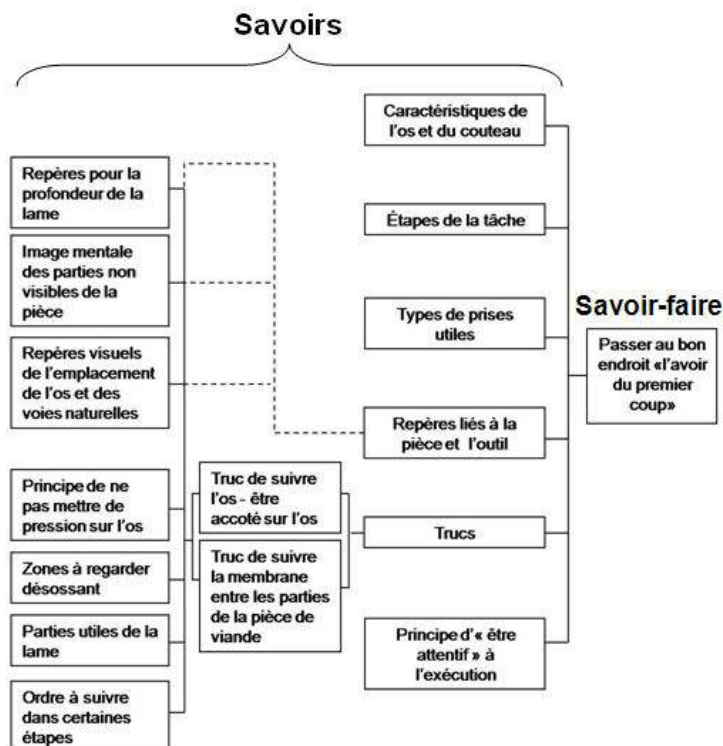 Savoirs
Caractéristiques de
l'os et du couteau
Repères pour la
profondeur de la
lame
Étapes de la tâche
Image mentale
des parties non
visibles de la
pièce
Types de prises
utiles
Savoir-faire
Passer au bon
endroit «l'avoir
du premier
coup»
Repères visuels
de l'emplacement
de l'os et des
voies naturelles
Repères liés à la
pièce et l'outil
Principe de ne
pas mettre de
pression sur l'os
Truc de suivre
l'os - être
accoté sur l'os
Trucs
Zones à regarder
désossant
Truc de suivre
la membrane
entre les parties
de la pièce de
viande
Parties utiles de la
lame
Principe d'« être
attentif » à
l'exécution
Ordre à suivre
dans certaines
étapes